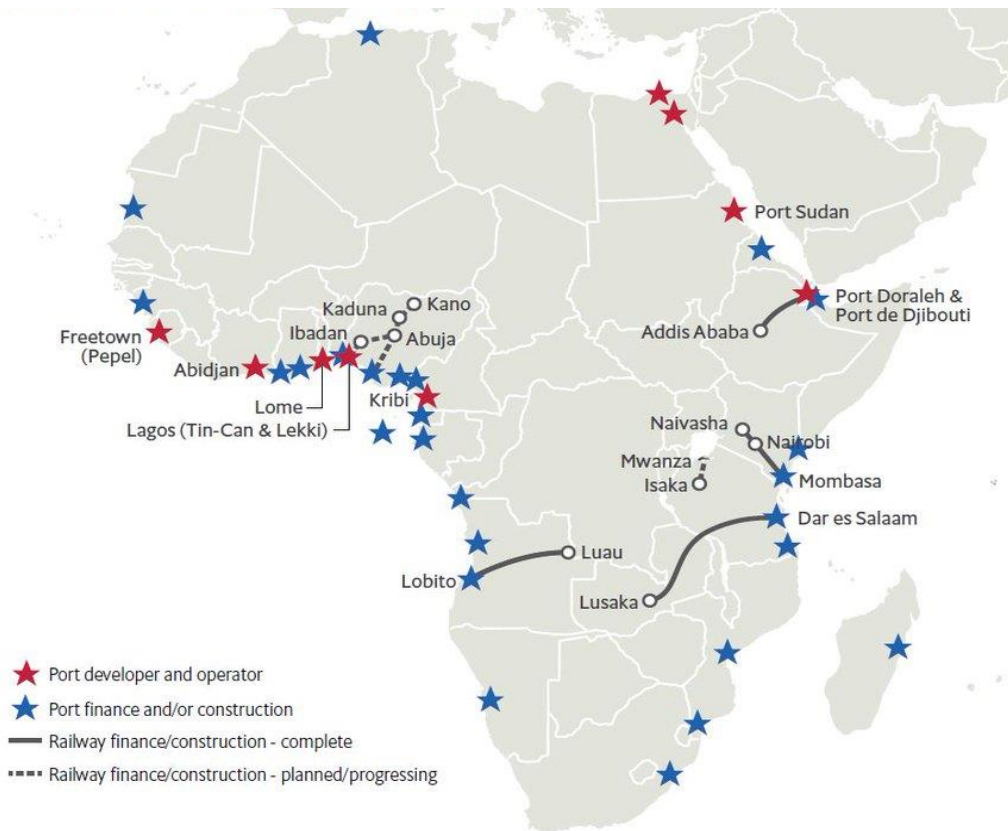 Port Sudan
Port Doraleh &
Port de Djibouti
Addis Ababa
Kaduna
Kano
Ibadan
Abuja
Freetown
(Pepel)
Abidjan
Kribi
Lome
Lagos (Tin-Can & Lekki)
Naivasha
Nairobi
Mwanza
Isaka
Mombasa
Dar es Salaam
Luau
Lobito
Lusaka
Port developer and operator
Port finance and/or construction
Railway finance/construction - complete
Railway finance/construction - planned/progressing